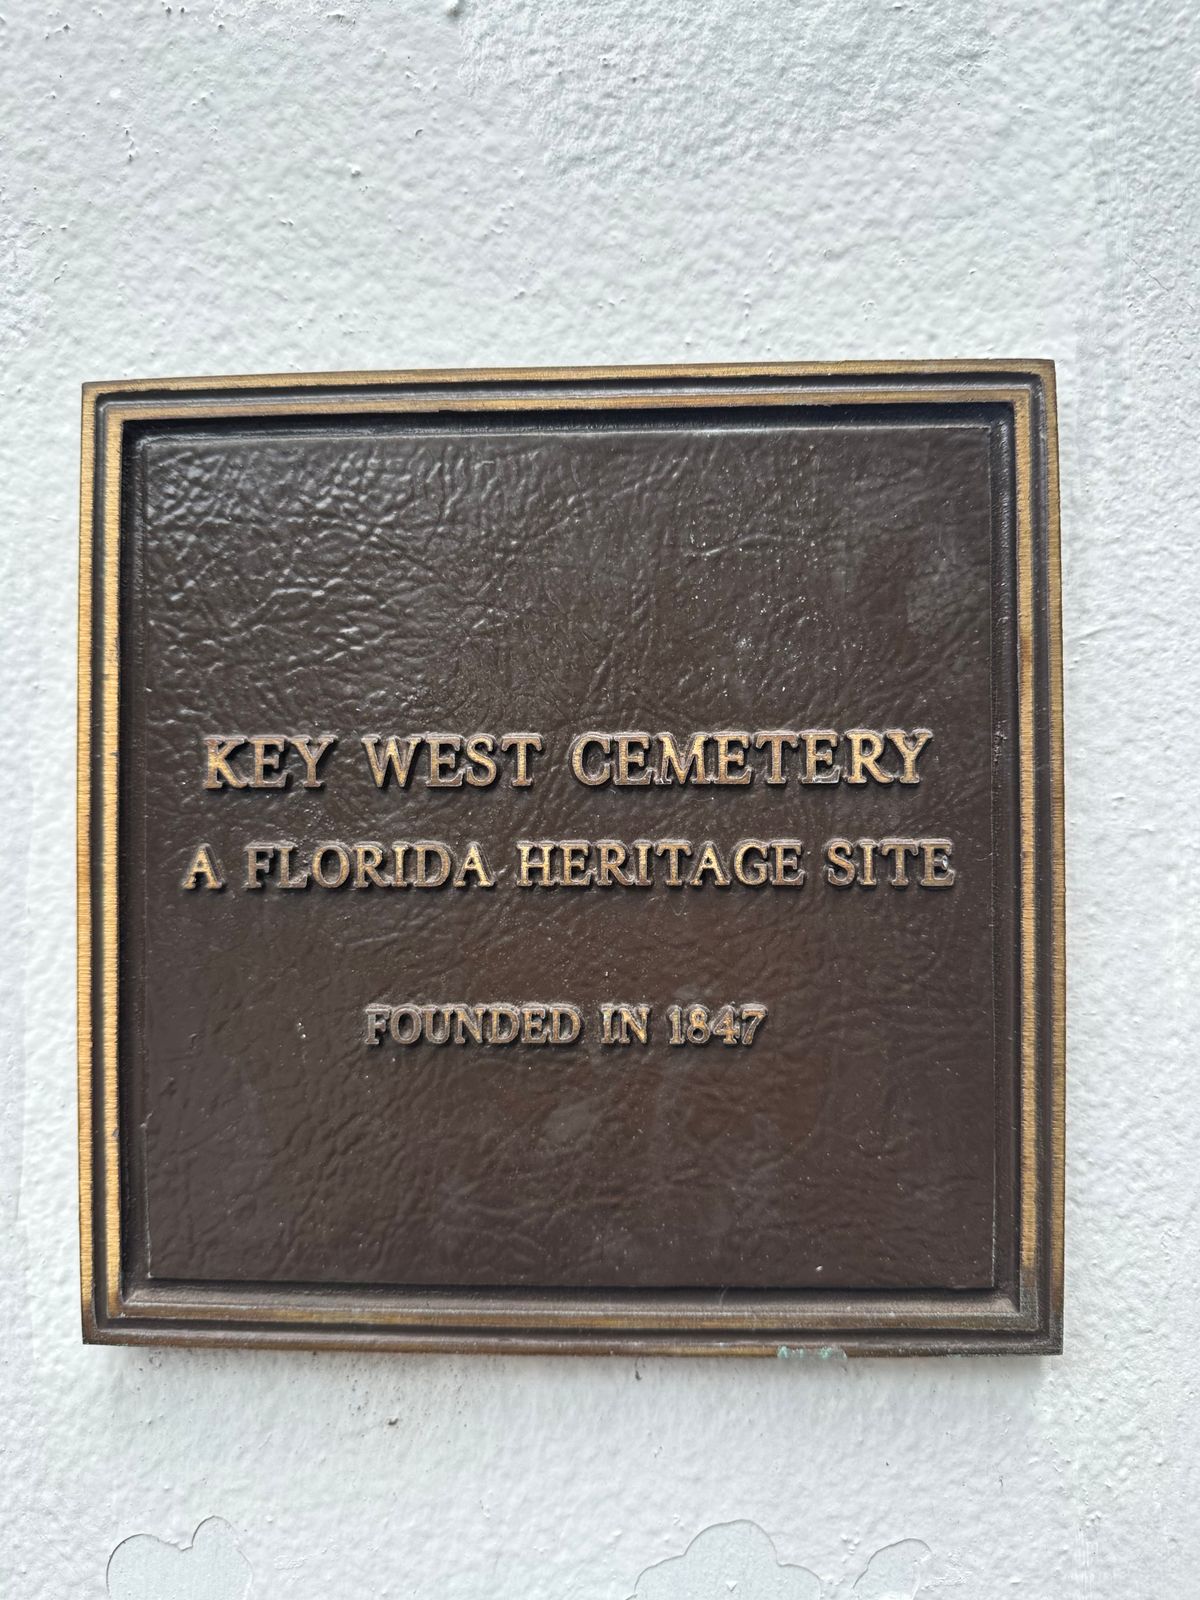 KEY WEST CEMETERY
A FLORIDA HERITAGE SITE
FOUNDED IN 1847